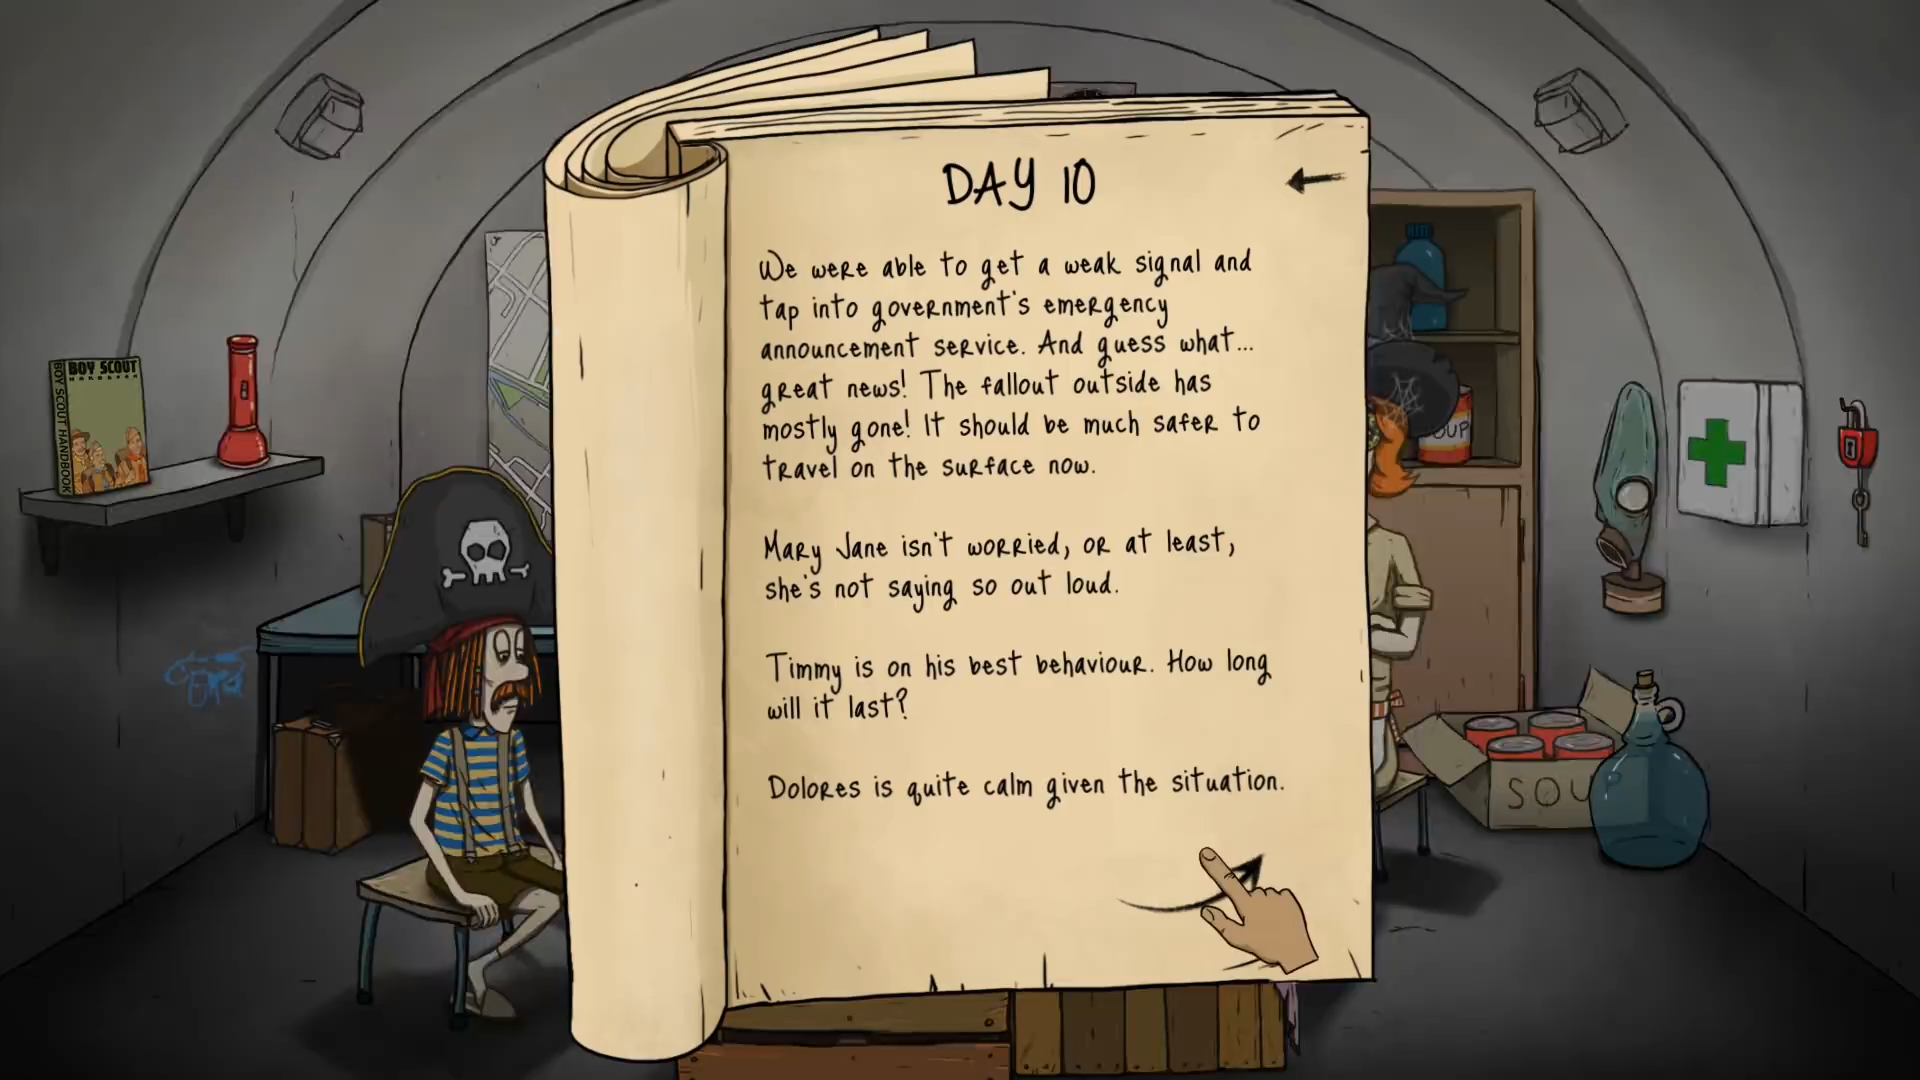 DAY 10
We were able to get a weak signal and
tap into government's emergency
announcement service. And guess what...
great news! The fallout outside has
mostly gone! It should be much safer to
travel on the surface now.
Mary Jane isn't worried, or at least,
she's not saying so out loud.
Timmy is on his best behaviour. How long
will it last?
Dolores is quite calm given the situation.
BOY SCOUT
HANDBOOK
BOY SCOUT HANDBOOK
OUP
SOU